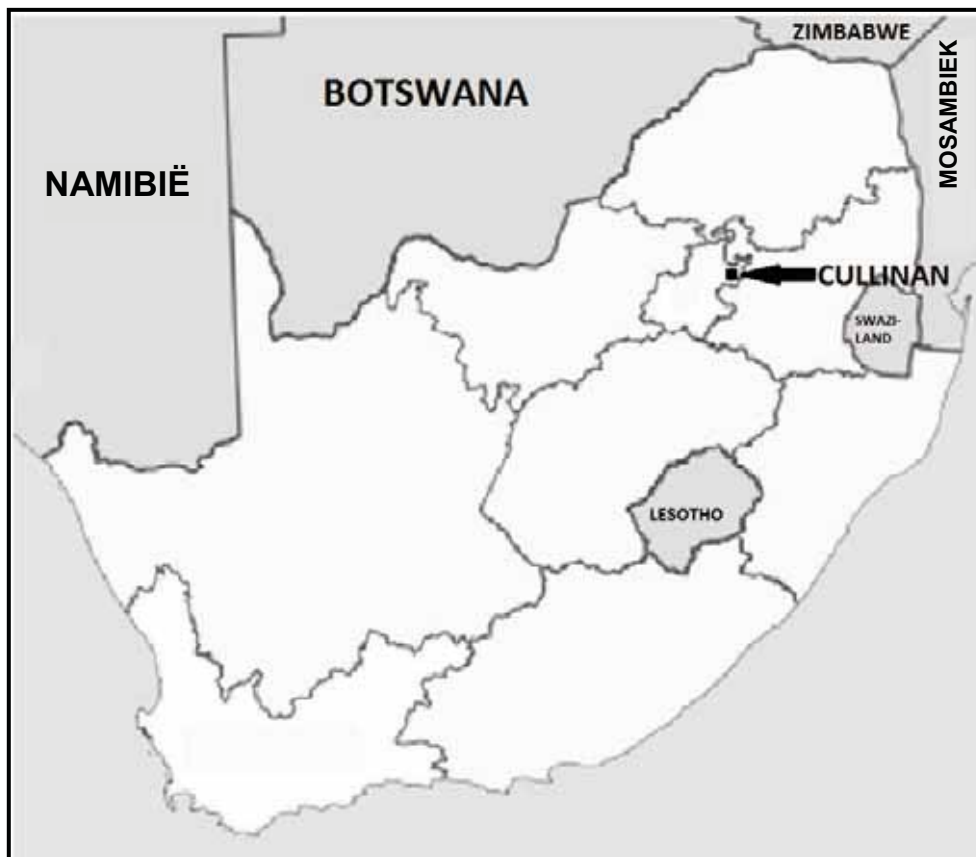 ZIMBABWE
MOSAMBIEK
BOTSWANA
NAMIBIË
CULLINAN
SWAZI-
LAND
LESOTHO